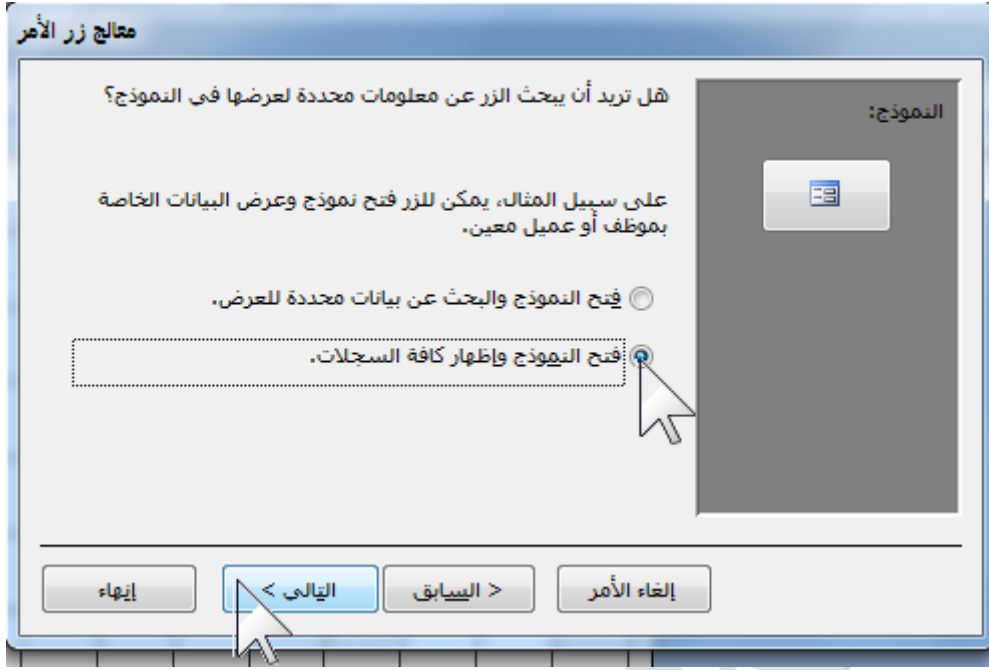 معالج زر الأمر
هل تريد أن يبحث الزر عن معلومات محددة لعرضها في النموذج؟
النموذج:
على سبيل المثال، يمكن للزر فتح نموذج وعرض البيانات الخاصة
بموظف أو عميل معين.
فتح النموذج والبحث عن بيانات محددة للعرض.
فتح النموذج وإظهار كافة السجلات.
إلغاء الأمر
< السابق
التالي >
إنهاء